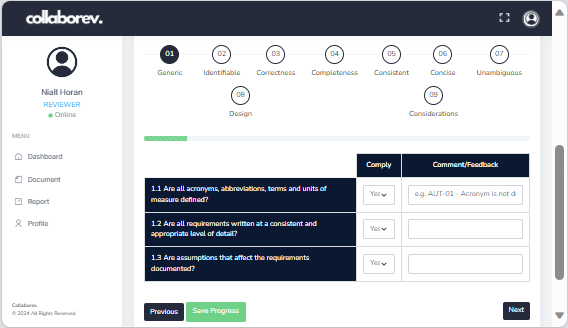 collaborev.
Niall Horan
REVIEWER
Online
MENU
Dashboard
Document
Report
Profile
Collaborev.
© 2024 All Rights Reserved.
01
Generic
02
Identifiable
03
Correctness
04
Completeness
05
Consistent
06
Concise
07
Unambiguous
08
Design
09
Considerations
Comply
Comment/Feedback
1.1 Are all acronyms, abbreviations, terms and units of
measure defined?
Yes
e.g. AUT-01 - Acronym is not d
1.2 Are all requirements written at a consistent and
appropriate level of detail?
Yes
1.3 Are assumptions that affect the requirements
documented?
Yes
Previous
Save Progress
Next